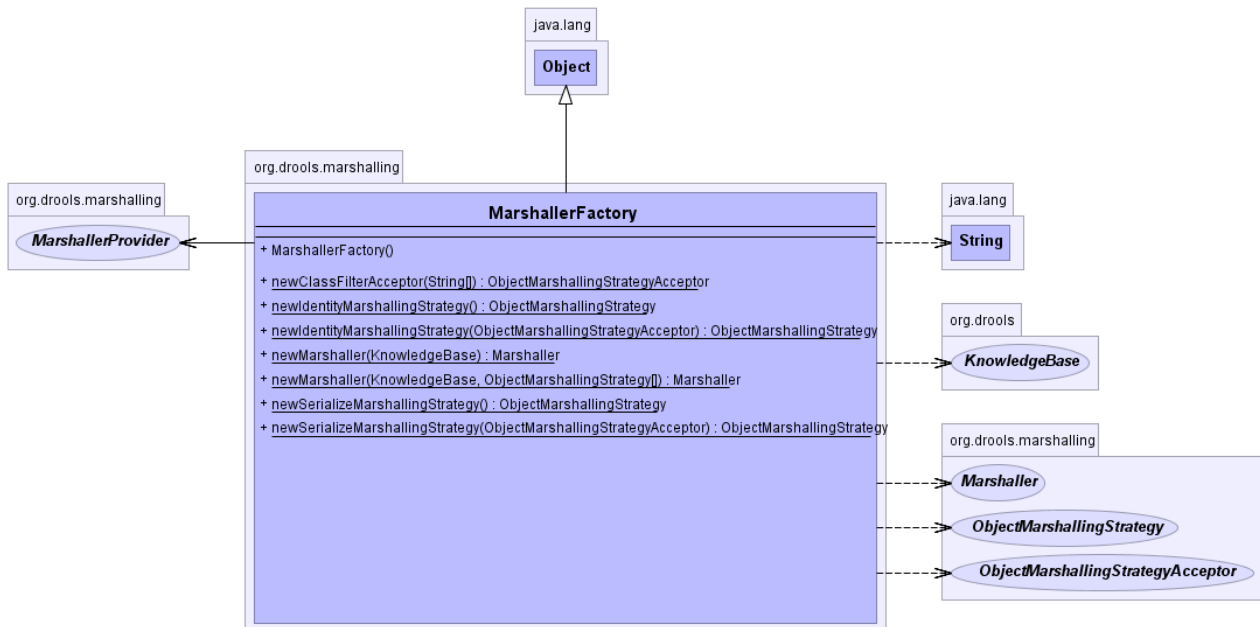 java.lang
Object
org.drools.marshalling
MarshallerProvider
org.drools.marshalling
MarshallerFactory
+ MarshallerFactory()
+ newClassFilterAcceptor(String[]) : ObjectMarshallingStrategyAcceptor
+ newIdentityMarshallingStrategy() : ObjectMarshallingStrategy
+ newIdentityMarshallingStrategy(ObjectMarshallingStrategyAcceptor) : ObjectMarshallingStrategy
+ newMarshaller(KnowledgeBase) : Marshaller
+ newMarshaller(KnowledgeBase, ObjectMarshallingStrategy[]) : Marshaller
+ newSerializeMarshallingStrategy() : ObjectMarshallingStrategy
+ newSerializeMarshallingStrategy(ObjectMarshallingStrategyAcceptor) : ObjectMarshallingStrategy
java.lang
String
org.drools
KnowledgeBase
org.drools.marshalling
Marshaller
ObjectMarshallingStrategy
ObjectMarshallingStrategyAcceptor